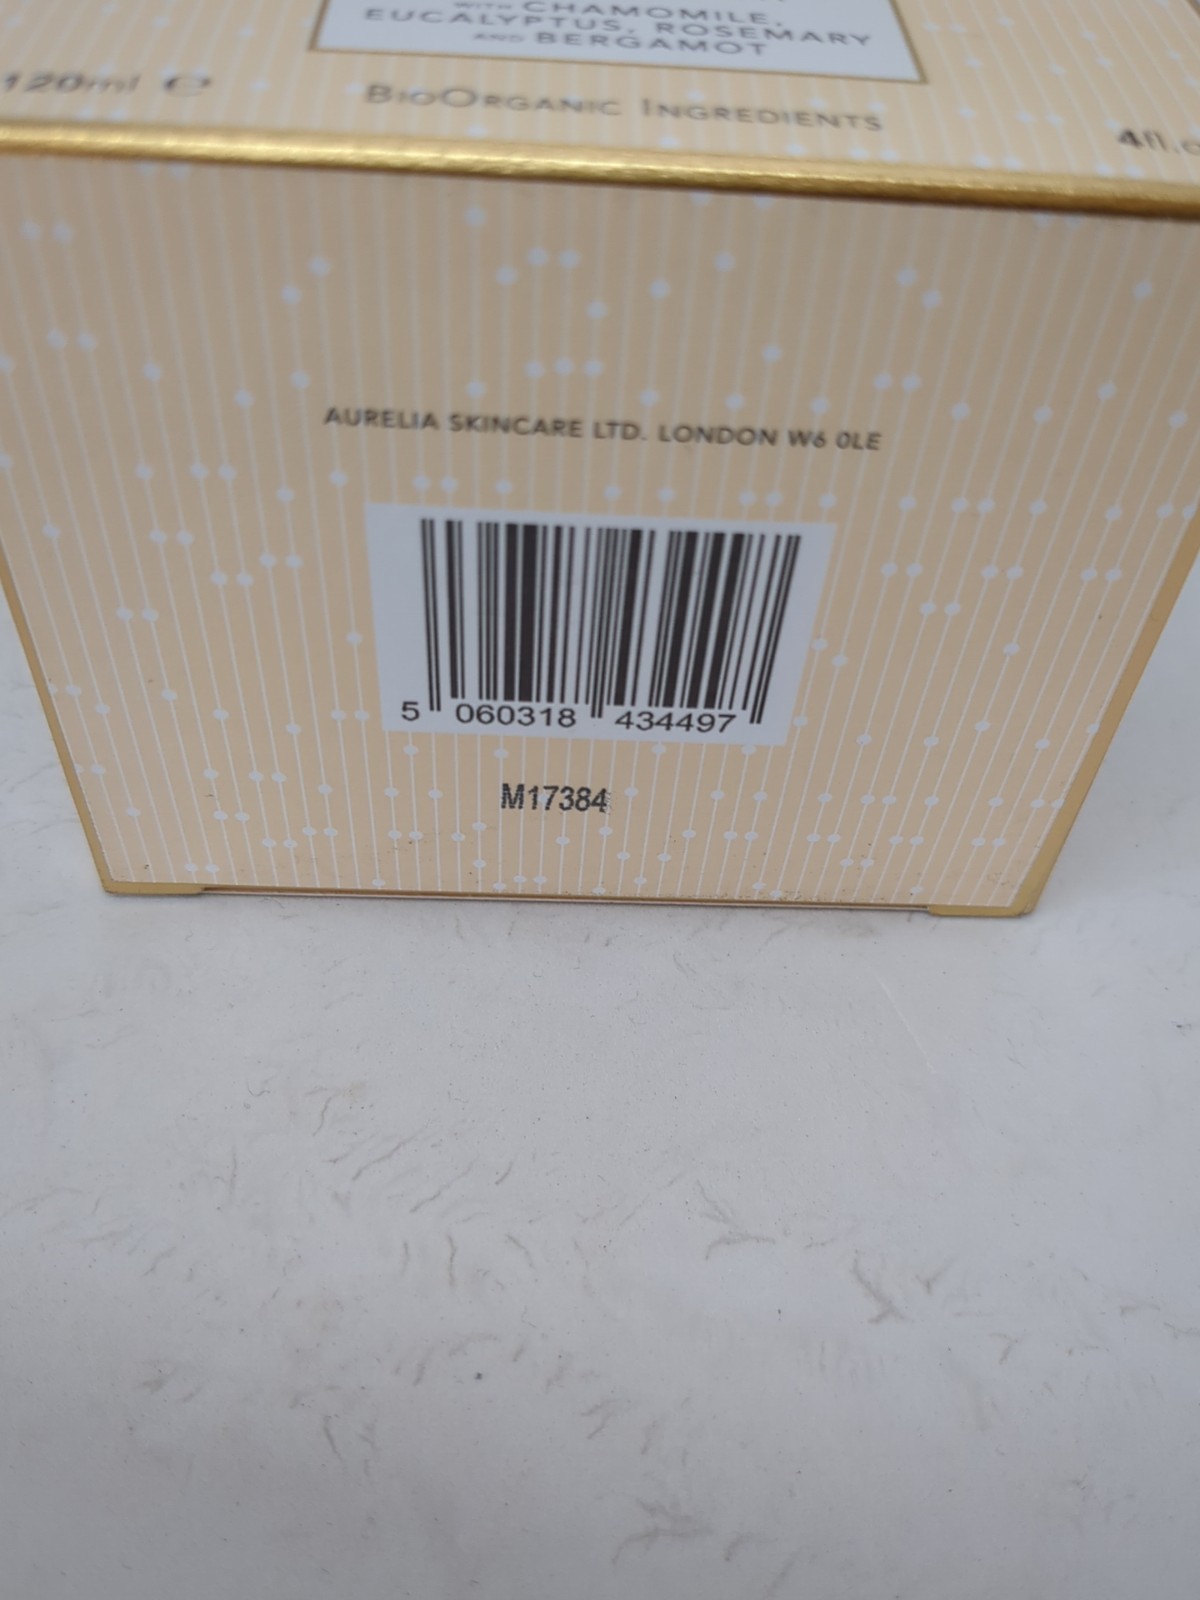 WITH CHAMOMILE,
EUCALYPTUS, ROSEMARY
AND BERGAMOT
120ml e
BIOORGANIC INGREDIENTS
4fl.o
AURELIA SKINCARE LTD. LONDON W6 0LE
5 060318 434497
M17384